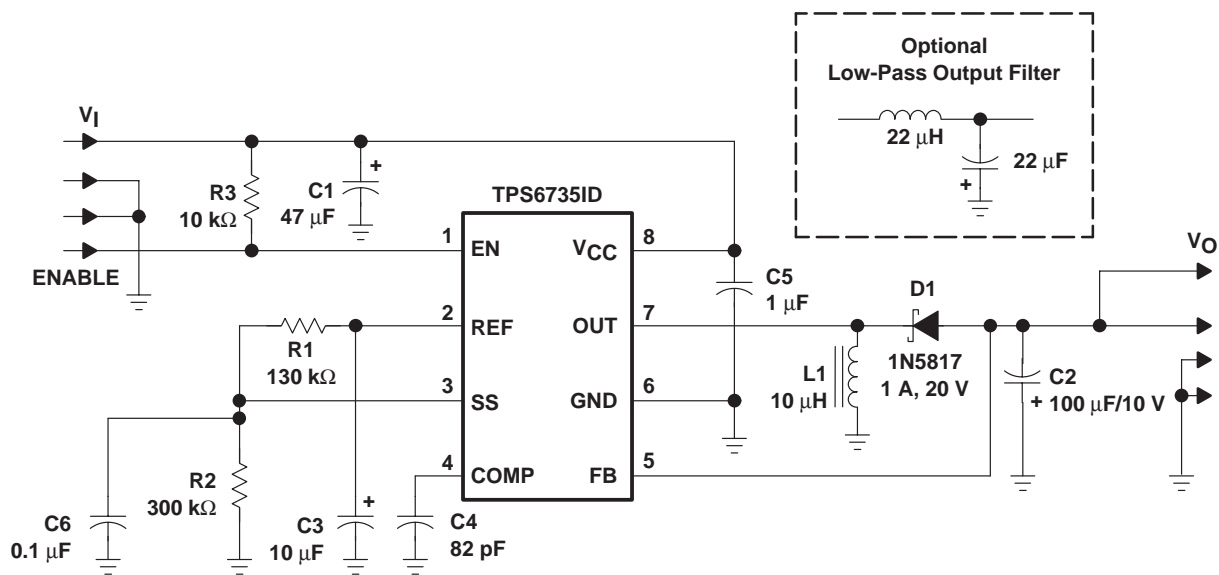 Optional
Low-Pass Output Filter
22 μH
22 μF
+
VI
VO
R3
10 kΩ
C1
47 μF
+
TPS6735ID
ENABLE
1
EN
VCC
8
C5
1 μF
D1
1N5817
1 A, 20 V
2
REF
OUT
7
R1
130 kΩ
L1
10 μH
C2
+ 100 μF/10 V
3
SS
GND
6
4
COMP
FB
5
R2
300 kΩ
C6
0.1 μF
C3
10 μF
+
C4
82 pF